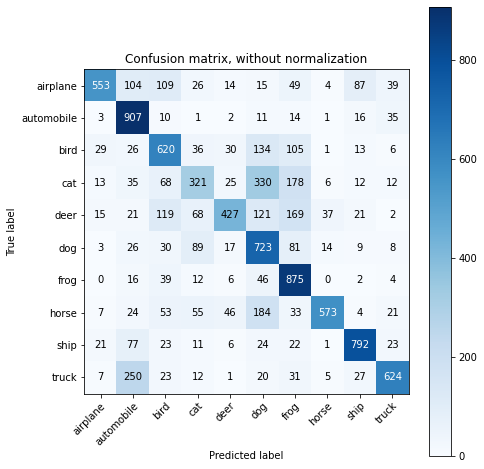 Confusion matrix, without normalization
True label
airplane 553 104 109 26 14 15 49 4 87 39
automobile 3 907 10 1 2 11 14 1 16 35
bird 29 26 620 36 30 134 105 1 13 6
cat 13 35 68 321 25 330 178 6 12 12
deer 15 21 119 68 427 121 169 37 21 2
dog 3 26 30 89 17 723 81 14 9 8
frog 0 16 39 12 6 46 875 0 2 4
horse 7 24 53 55 46 184 33 573 4 21
ship 21 77 23 11 6 24 22 1 792 23
truck 7 250 23 12 1 20 31 5 27 624
airplane automobile bird cat deer dog frog horse ship truck
Predicted label
800
600
400
200
0